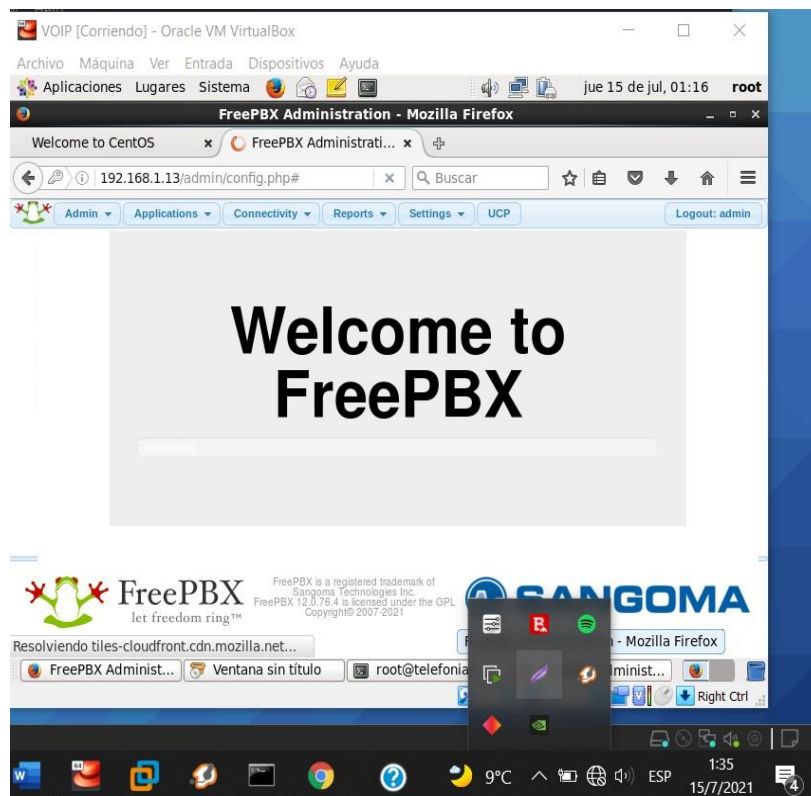 VOIP [Corriendo] - Oracle VM VirtualBox
Archivo Máquina Ver Entrada Dispositivos Ayuda
Aplicaciones Lugares Sistema jue 15 de jul, 01:16 root
FreePBX Administration - Mozilla Firefox
Welcome to CentOS FreePBX Administrati...
192.168.1.13/admin/config.php# Buscar
Admin Applications Connectivity Reports Settings UCP Logout: admin
Welcome to
FreePBX
FreePBX
let freedom ring™
FreePBX is a registered trademark of
Sangoma Technologies Inc.
FreePBX 12.0.76.4 is licensed under the GPL
Copyright© 2007-2021
SANGOMA
Resolviendo tiles-cloudfront.cdn.mozilla.net...
- Mozilla Firefox
FreePBX Administ... Ventana sin título root@telefonia
Right Ctrl
9°C ESP 1:35
15/7/2021
4